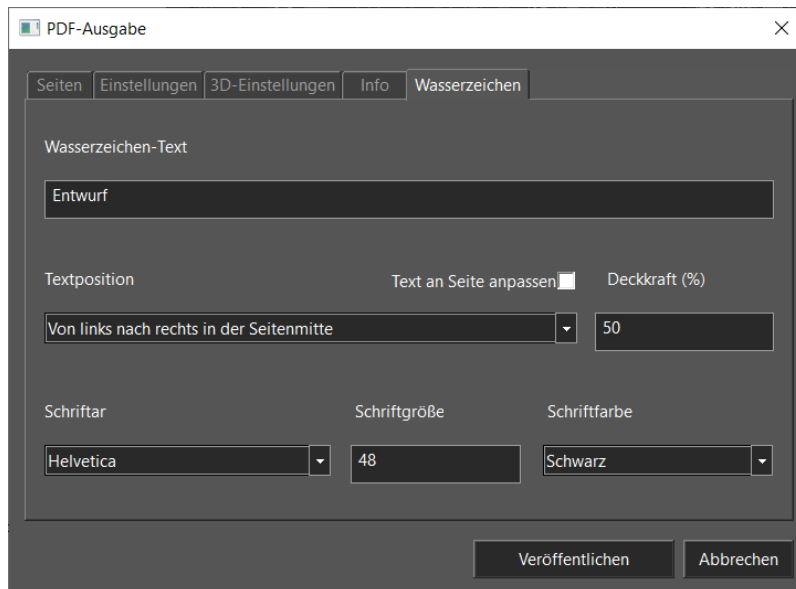 PDF-Ausgabe
Seiten Einstellungen 3D-Einstellungen Info Wasserzeichen
Wasserzeichen-Text
Entwurf
Textposition Text an Seite anpassen Deckkraft (%)
Von links nach rechts in der Seitenmitte 50
Schriftar Schriftgröße Schriftfarbe
Helvetica 48 Schwarz
Veröffentlichen Abbrechen